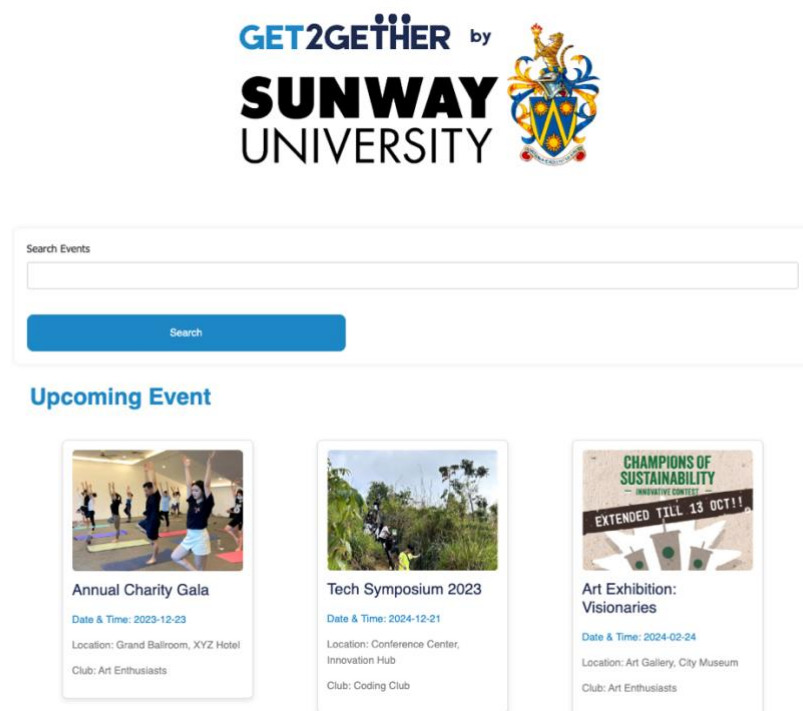 GET2GETHER by
SUNWAY
UNIVERSITY
Search Events
Search
Upcoming Event
Annual Charity Gala
Date & Time: 2023-12-23
Location: Grand Ballroom, XYZ Hotel
Club: Art Enthusiasts
Tech Symposium 2023
Date & Time: 2024-12-21
Location: Conference Center,
Innovation Hub
Club: Coding Club
CHAMPIONS OF
SUSTAINABILITY
INNOVATIVE CONTEST
EXTENDED TILL 13 OCT!!
Art Exhibition:
Visionaries
Date & Time: 2024-02-24
Location: Art Gallery, City Museum
Club: Art Enthusiasts